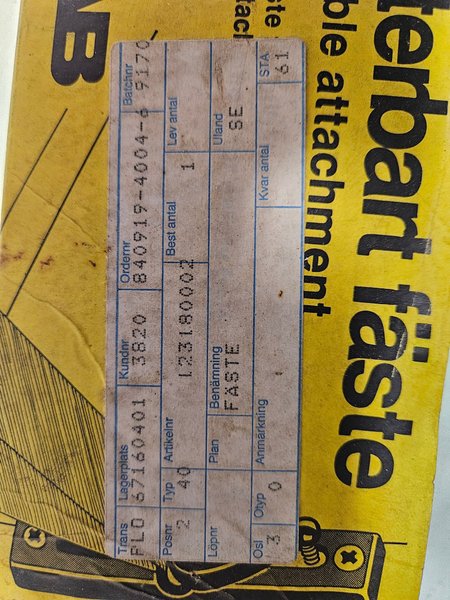 NB
terbart fäste
ble attachment
Trans Lagerplats Kundnr Ordernr Batchnr
FLO 67160401 3820 840919-4004-6 9170
Posnr Typ Artikelnr Best antal Lev antal
2 40 123180002 1
Löpnr Plan Benämning Uland
FÄSTE SE
Osl Otyp Anmärkning Kvar antal STA
3 0 61